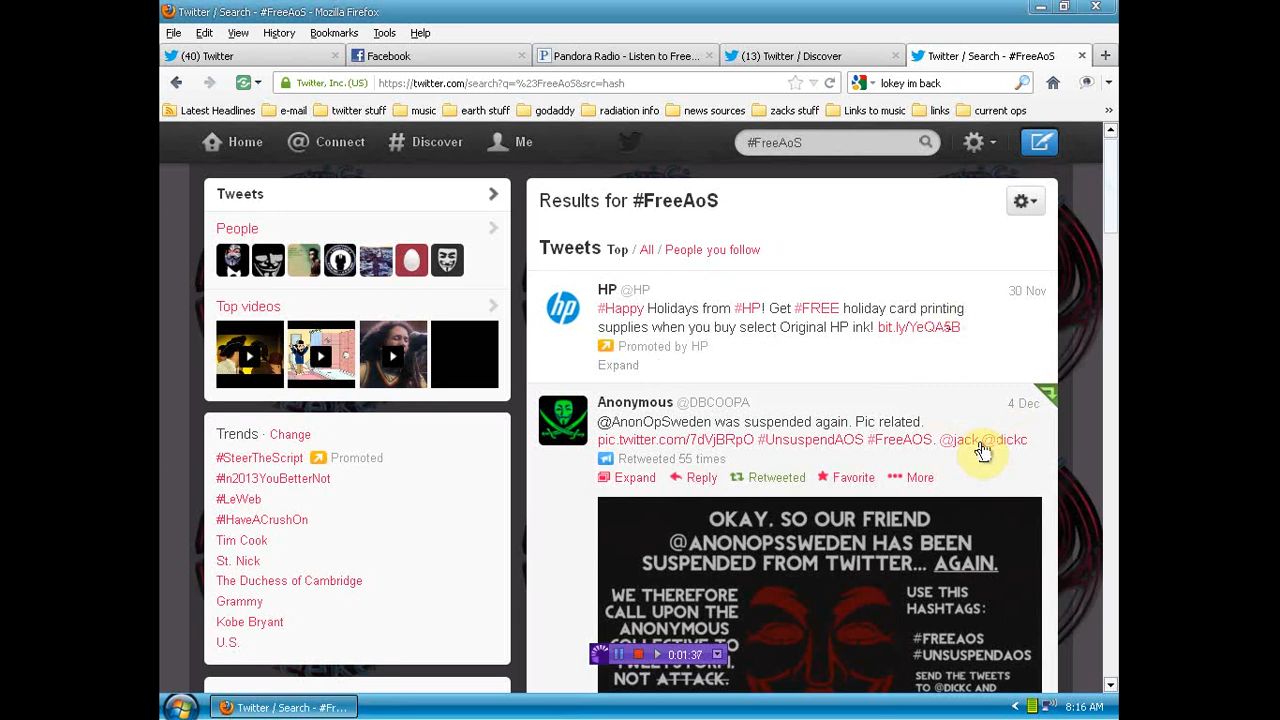 Twitter / Search - #FreeAoS - Mozilla Firefox
File Edit View History Bookmarks Tools Help
(40) Twitter
Facebook
Pandora Radio - Listen to Free...
(13) Twitter / Discover
Twitter / Search - #FreeAoS
Twitter, Inc. (US)
https://twitter.com/search?q=%23FreeAoS&src=hash
lokey im back
Latest Headlines e-mail twitter stuff music earth stuff godaddy radiation info news sources zacks stuff Links to music links current ops
Home Connect Discover Me
#FreeAoS
Tweets
People
Top videos
Trends · Change
#SteerTheScript Promoted
#In2013YouBetterNot
#LeWeb
#IHaveACrushOn
Tim Cook
St. Nick
The Duchess of Cambridge
Grammy
Kobe Bryant
U.S.
Results for #FreeAoS
Tweets Top / All / People you follow
hp
HP @HP 30 Nov
#Happy Holidays from #HP! Get #FREE holiday card printing
supplies when you buy select Original HP ink! bit.ly/YeQA5B
Promoted by HP
Expand
Anonymous @DBCOOPA 4 Dec
@AnonOpSweden was suspended again. Pic related.
pic.twitter.com/7dVjBRpO #UnsuspendAOS #FreeAOS. @jack @dickc
Retweeted 55 times
Expand Reply Retweeted Favorite More
OKAY, SO OUR FRIEND
@ANONOPSSWEDEN HAS BEEN
SUSPENDED FROM TWITTER... AGAIN.
WE THEREFORE
CALL UPON THE
ANONYMOUS
COLLECTIVE TO
TWEETSTORM,
NOT ATTACK.
USE THIS
HASHTAGS:
#FREEAOS
#UNSUSPENDAOS
SEND THE TWEETS
TO @DICKC AND
0:01:37
Twitter / Search - #Fr...
8:16 AM